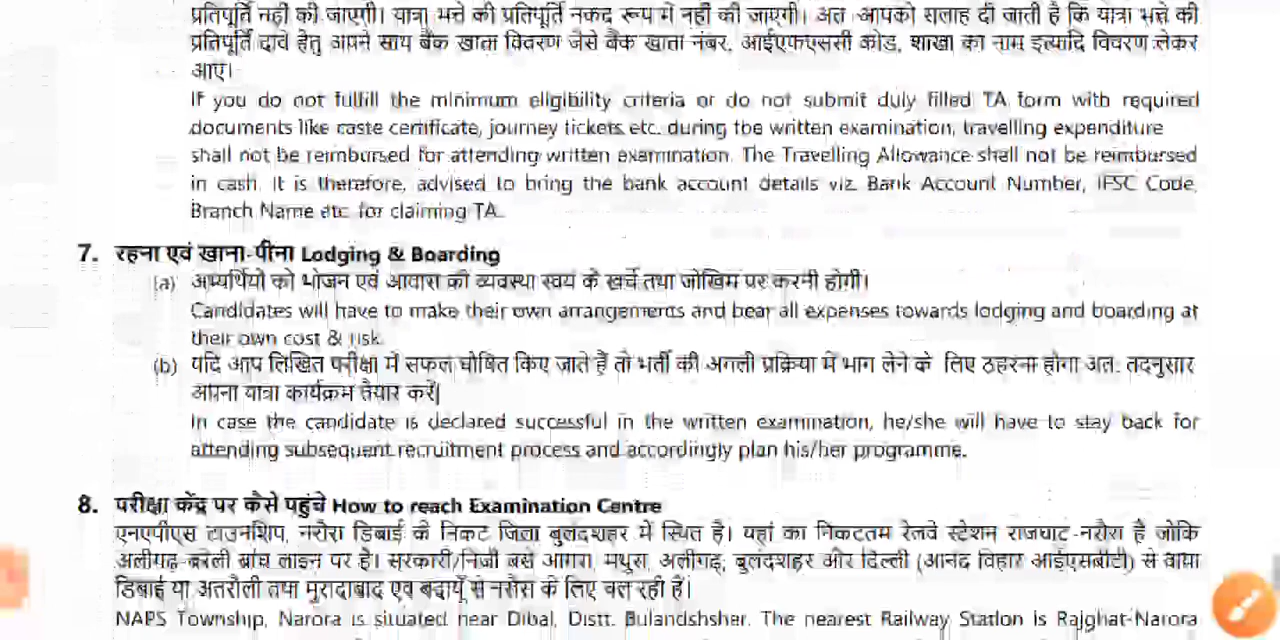 प्रतिपूर्ति नहीं की जाएगी। यात्रा भत्ते की प्रतिपूर्ति नकद रूप में नहीं की जाएगी। अतः आपको सलाह दी जाती है कि यात्रा भत्ते की
प्रतिपूर्ति दावे हेतु अपने साथ बैंक खाता विवरण जैसे बैंक खाता नंबर, आईएफएससी कोड, शाखा का नाम इत्यादि विवरण लेकर
आएं।
If you do not fulfill the minimum eligibility criteria or do not submit duly filled TA form with required
documents like caste certificate, journey tickets etc. during the written examination, travelling expenditure
shall not be reimbursed for attending written examination. The Travelling Allowance shall not be reimbursed
in cash. It is therefore, advised to bring the bank account details viz. Bank Account Number, IFSC Code,
Branch Name etc. for claiming TA.
7. रहना एवं खाना-पीना Lodging & Boarding
(a) अभ्यर्थियों को भोजन एवं आवास की व्यवस्था स्वयं के खर्चे तथा जोखिम पर करनी होगी।
Candidates will have to make their own arrangements and bear all expenses towards lodging and boarding at
their own cost & risk.
(b) यदि आप लिखित परीक्षा में सफल घोषित किए जाते हैं तो भर्ती की अगली प्रक्रिया में भाग लेने के लिए ठहरना होगा अतः तदनुसार
अपना यात्रा कार्यक्रम तैयार करें|
In case the candidate is declared successful in the written examination, he/she will have to stay back for
attending subsequent recruitment process and accordingly plan his/her programme.
8. परीक्षा केंद्र पर कैसे पहुंचे How to reach Examination Centre
एनएपीएस टाउनशिप, नरौरा डिबाई के निकट जिला बुलंदशहर में स्थित है। यहां का निकटतम रेलवे स्टेशन राजघाट-नरौरा है जोकि
अलीगढ़-बरेली ब्रांच लाइन पर है। सरकारी/निजी बसें आगरा, मथुरा, अलीगढ़, बुलंदशहर और दिल्ली (आनंद विहार आईएसबीटी) से वाया
डिबाई या अतरौली तथा मुरादाबाद एवं बदायूँ से नरौरा के लिए चल रही हैं।
NAPS Township, Narora is situated near Dibai, Distt. Bulandshsher. The nearest Railway Station is Rajghat-Narora